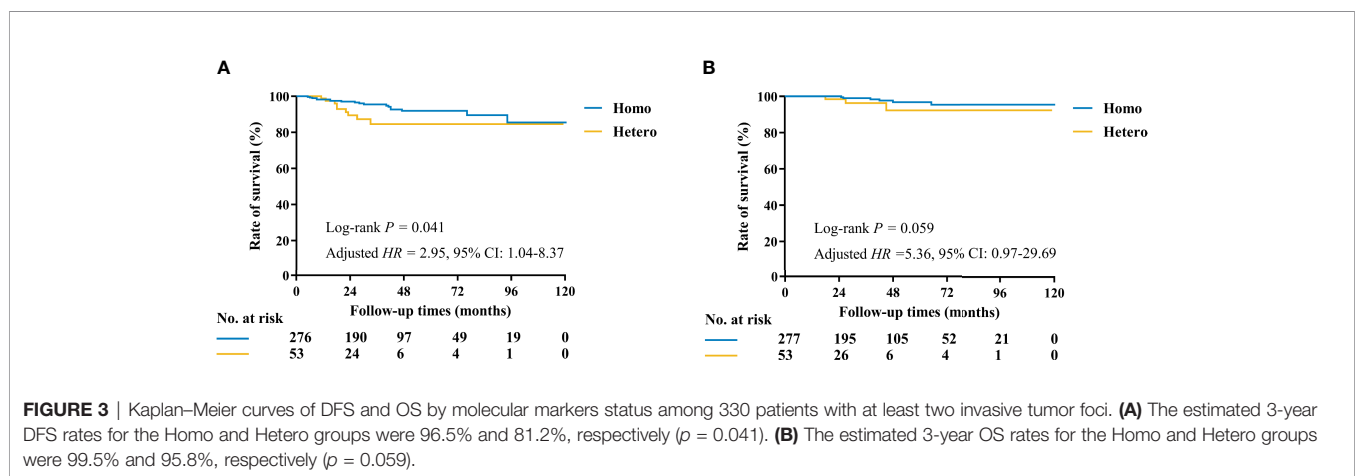 A
Rate of survival (%)
100
80
60
40
20
0
Log-rank P = 0.041
Adjusted HR = 2.95, 95% CI: 1.04-8.37
0 24 48 72 96 120
Follow-up times (months)
Homo
Hetero
No. at risk
276 190 97 49 19 0
53 24 6 4 1 0
B
Rate of survival (%)
100
80
60
40
20
0
Log-rank P = 0.059
Adjusted HR =5.36, 95% CI: 0.97-29.69
0 24 48 72 96 120
Follow-up times (months)
Homo
Hetero
No. at risk
277 195 105 52 21 0
53 26 6 4 1 0
FIGURE 3 | Kaplan–Meier curves of DFS and OS by molecular markers status among 330 patients with at least two invasive tumor foci. (A) The estimated 3-year
DFS rates for the Homo and Hetero groups were 96.5% and 81.2%, respectively (p = 0.041). (B) The estimated 3-year OS rates for the Homo and Hetero groups
were 99.5% and 95.8%, respectively (p = 0.059).